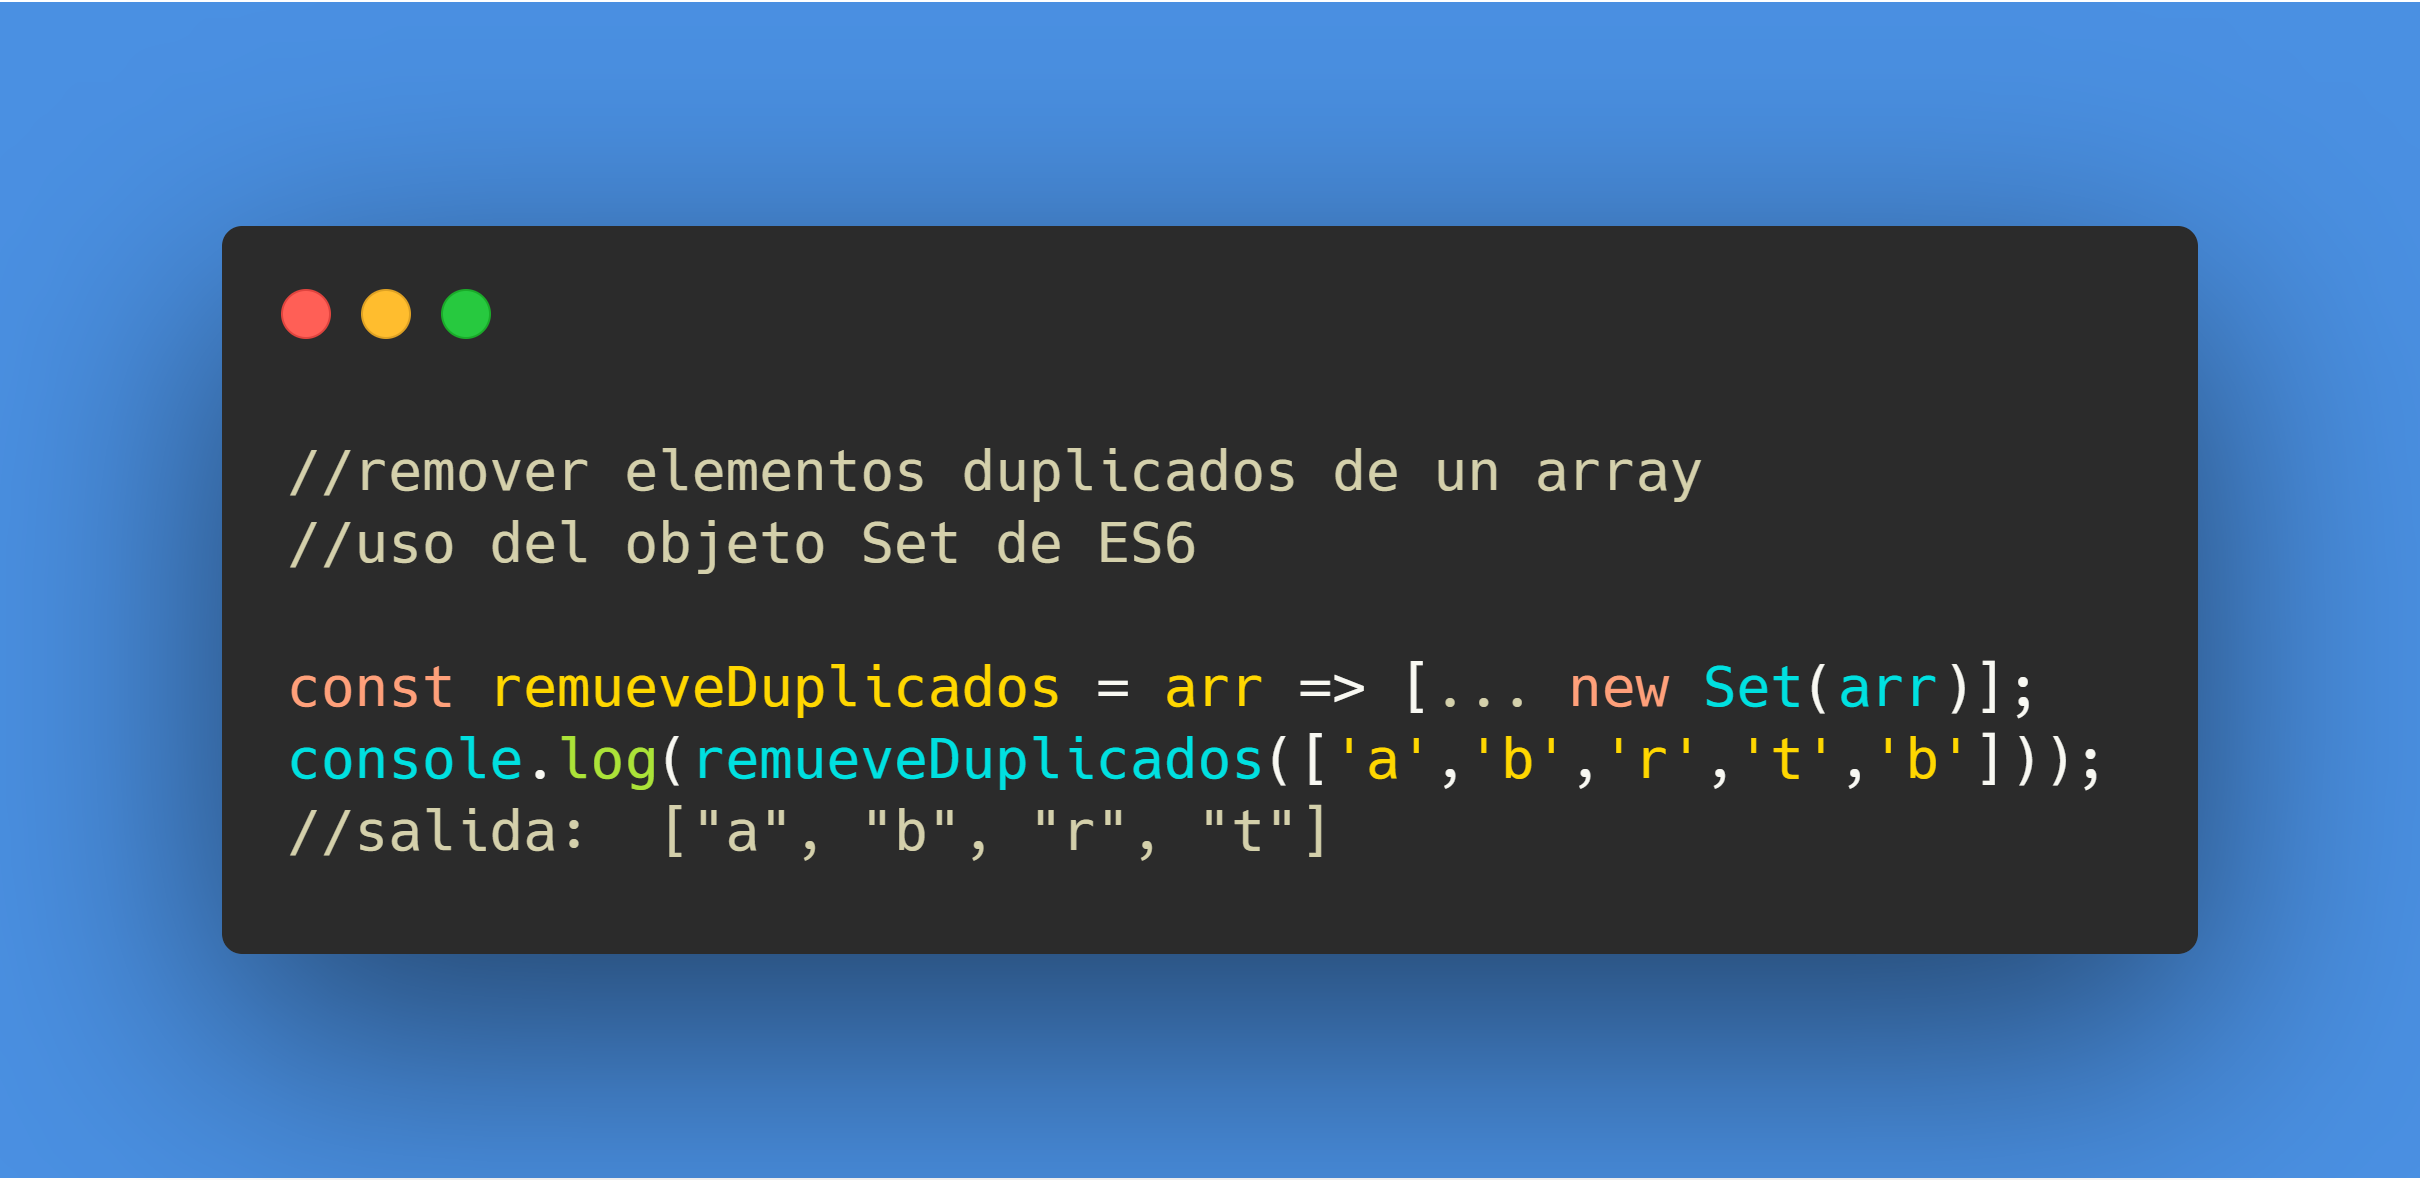 //remover elementos duplicados de un array
//uso del objeto Set de ES6
const remueveDuplicados = arr => [... new Set(arr)];
console.log(remueveDuplicados(['a','b','r','t','b']));
//salida:  ["a", "b", "r", "t"]